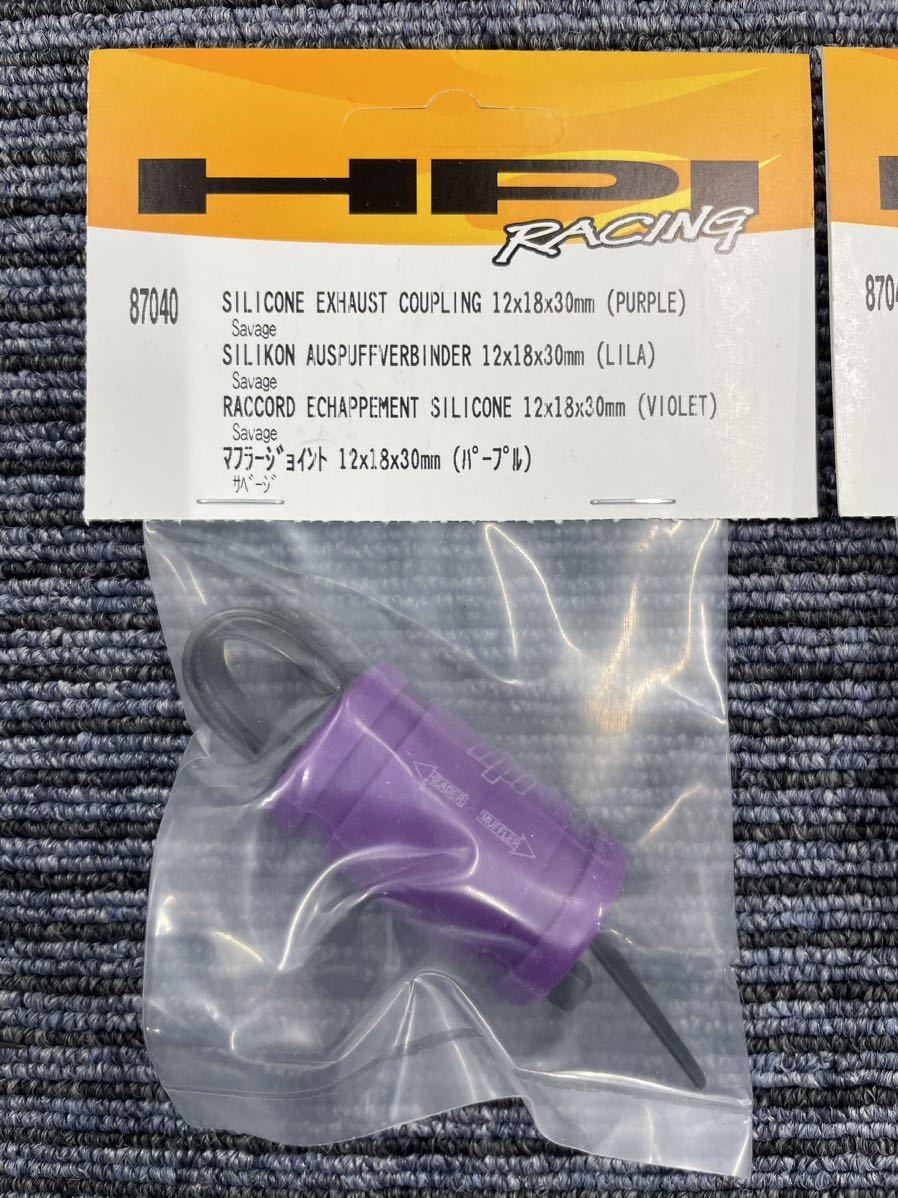 HPI
RACING
87040
SILICONE EXHAUST COUPLING 12x18x30mm (PURPLE)
Savage
SILIKON AUSPUFFVERBINDER 12x18x30mm (LILA)
Savage
RACCORD ECHAPPEMENT SILICONE 12x18x30mm (VIOLET)
Savage
マフラージョイント 12x18x30mm (パープル)
サベージ
8704
hpi
HEADER
MUFFLER